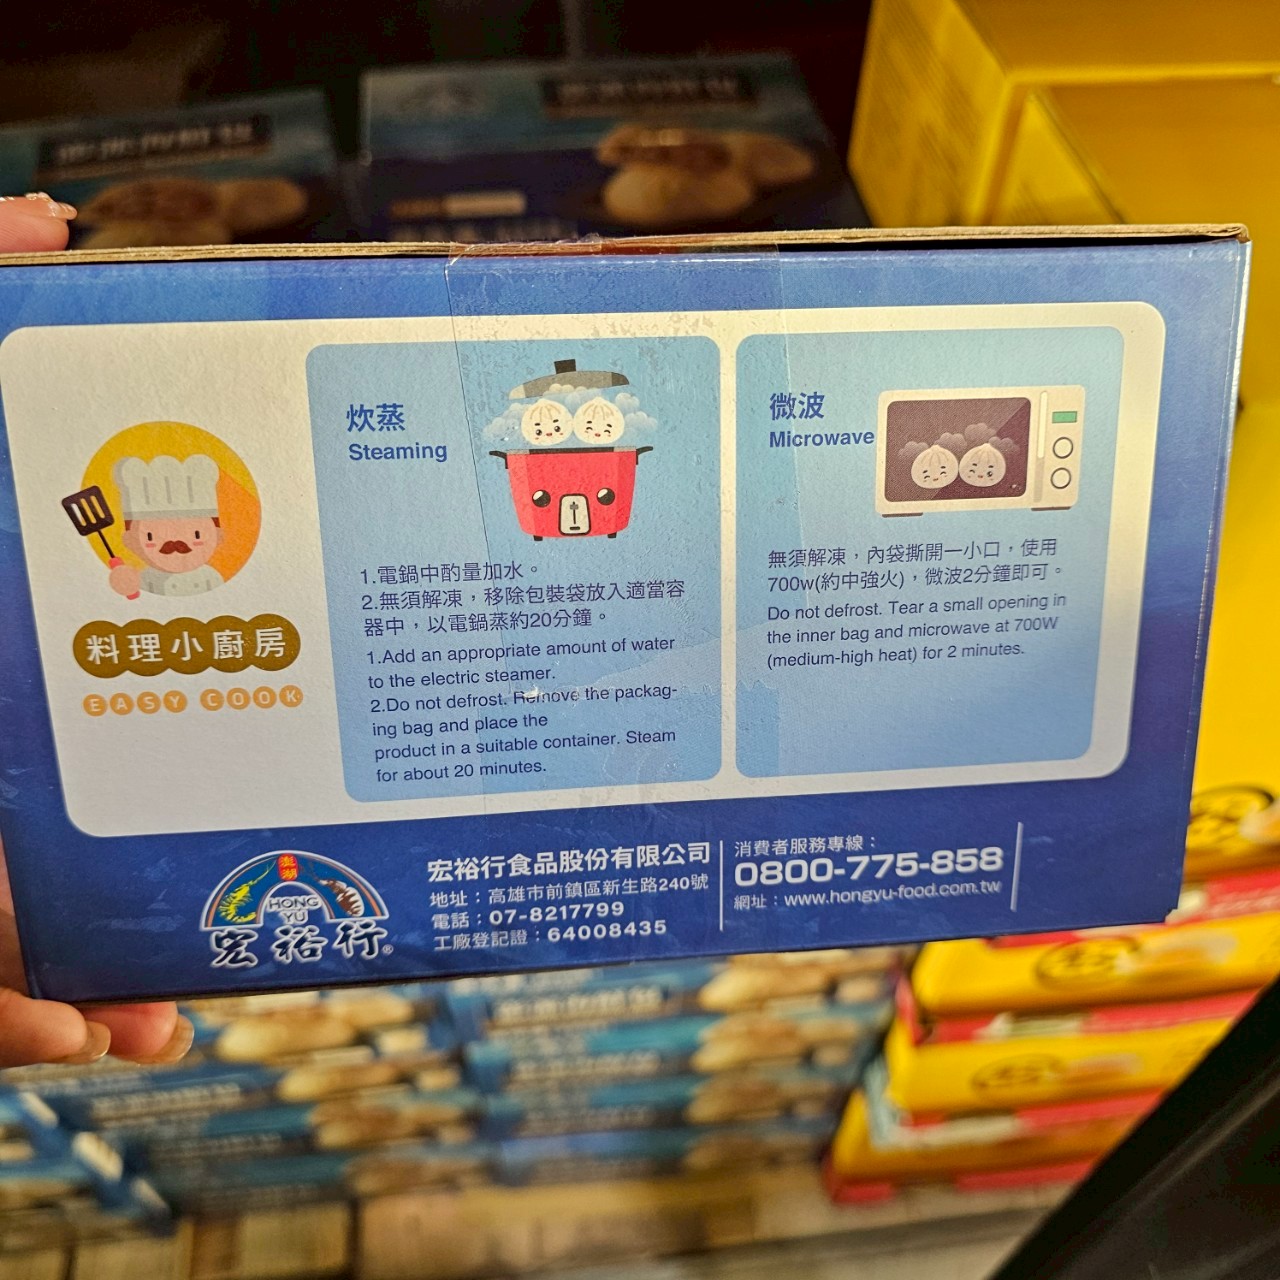 料理小廚房
EASY COOK
炊蒸
Steaming
1.電鍋中酌量加水。
2.無須解凍，移除包裝袋放入適當容
器中，以電鍋蒸約20分鐘。
1.Add an appropriate amount of water
to the electric steamer.
2.Do not defrost. Remove the packag-
ing bag and place the
product in a suitable container. Steam
for about 20 minutes.
微波
Microwave
無須解凍，內袋撕開一小口，使用
700w(約中強火)，微波2分鐘即可。
Do not defrost. Tear a small opening in
the inner bag and microwave at 700W
(medium-high heat) for 2 minutes.
澎湖
HONG
YU
宏裕行®
宏裕行食品股份有限公司
地址：高雄市前鎮區新生路240號
電話：07-8217799
工廠登記證：64008435
消費者服務專線：
0800-775-858
網址：www.hongyu-food.com.tw